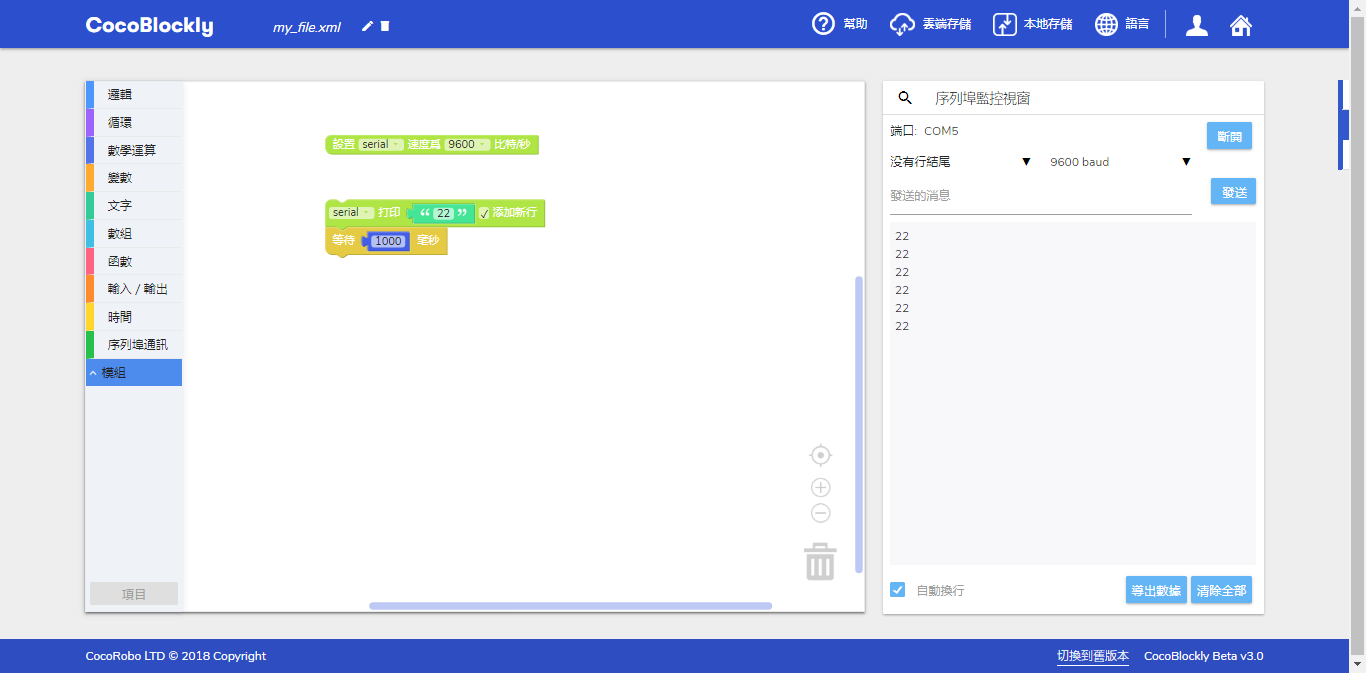 CocoBlockly
my_file.xml
幫助
雲端存儲
本地存儲
語言
邏輯
循環
數學運算
變數
文字
數組
函數
輸入 / 輸出
時間
序列埠通訊
模組
項目
設置 serial 速度爲 9600 比特/秒
serial 打印 “ 22 ” 添加新行
等待 1000 毫秒
序列埠監控視窗
端口: COM5
斷開
没有行結尾
9600 baud
發送的消息
發送
22
22
22
22
22
22
自動換行
導出數據
清除全部
CocoRobo LTD © 2018 Copyright
切換到舊版本
CocoBlockly Beta v3.0